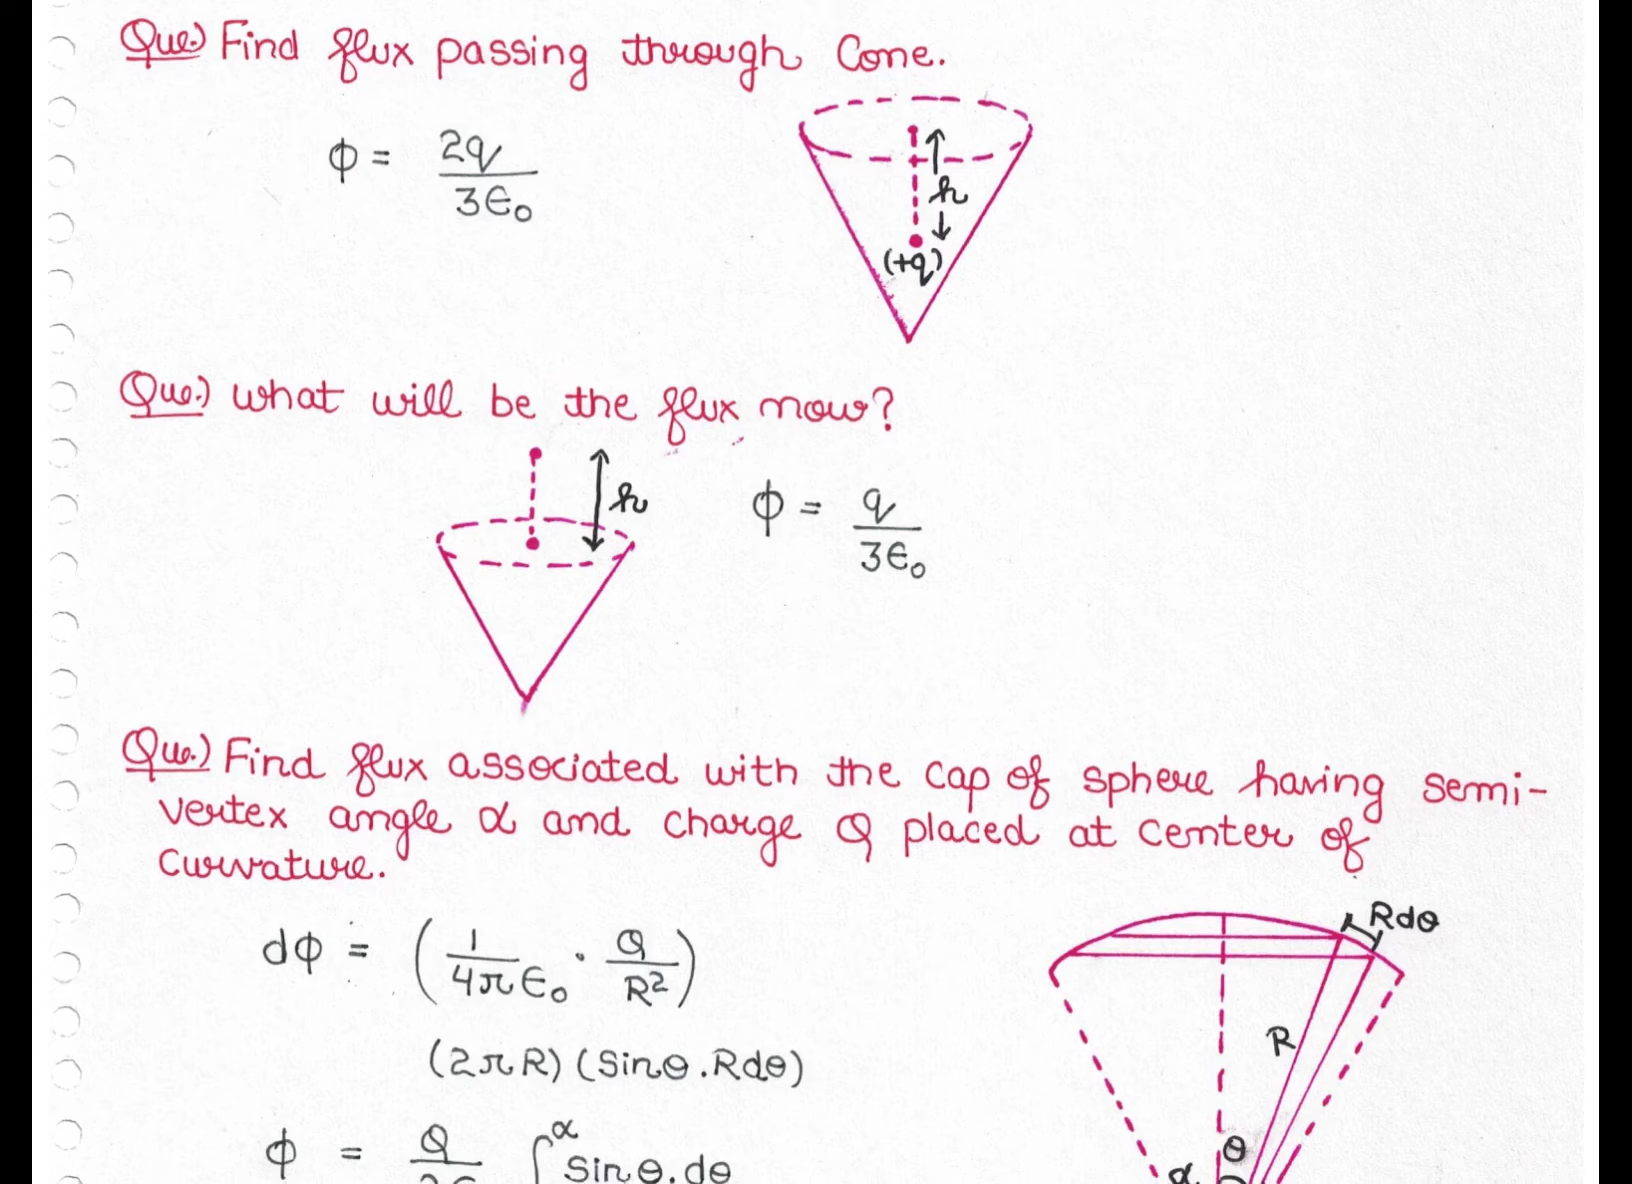 Que.) Find flux passing through Cone.
ϕ = 2q / 3ϵ₀
h
(+q)
Que.) what will be the flux now?
h
ϕ = q / 3ϵ₀
Que.) Find flux associated with the cap of sphere having semi-
vertex angle α and charge Q placed at center of
curvature.
Rdθ
dϕ = (1 / 4πϵ₀ · Q / R²)
R
(2πR) (Sinθ . Rdθ)
ϕ = Q / ∫^α Sinθ. dθ
θ
α